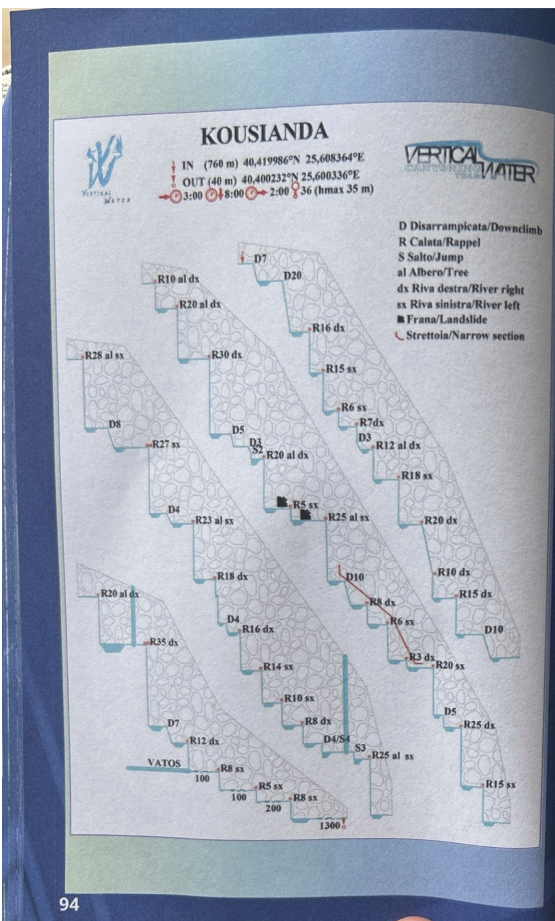 KOUSIANDA
IN (760 m) 40,419986°N 25,608364°E
OUT (40 m) 40,400232°N 25,600336°E
3:00 8:00 2:00 36 (hmax 35 m)
VERTICAL
WATER
VERTICAL WATER
CANYONING
TEAM
D Disarrampicata/Downclimb
R Calata/Rappel
S Salto/Jump
al Albero/Tree
dx Riva destra/River right
sx Riva sinistra/River left
Frana/Landslide
Strettoia/Narrow section
D7
D20
R16 dx
R15 sx
R6 sx
R7dx
D3
R12 al dx
R18 sx
R20 dx
R10 dx
R15 dx
D10
R10 al dx
R20 al dx
R30 dx
D5
D3
S2
R20 al dx
R5 sx
R25 al sx
D10
R8 dx
R6 sx
R3 dx
R20 sx
D5
R25 dx
R15 sx
R28 al sx
D8
R27 sx
D4
R23 al sx
R18 dx
D4
R16 dx
R14 sx
R10 sx
R8 dx
D4/S4
S3
R25 al sx
R20 al dx
R35 dx
D7
R12 dx
VATOS
100
R8 sx
100
R5 sx
200
R8 sx
1300
94